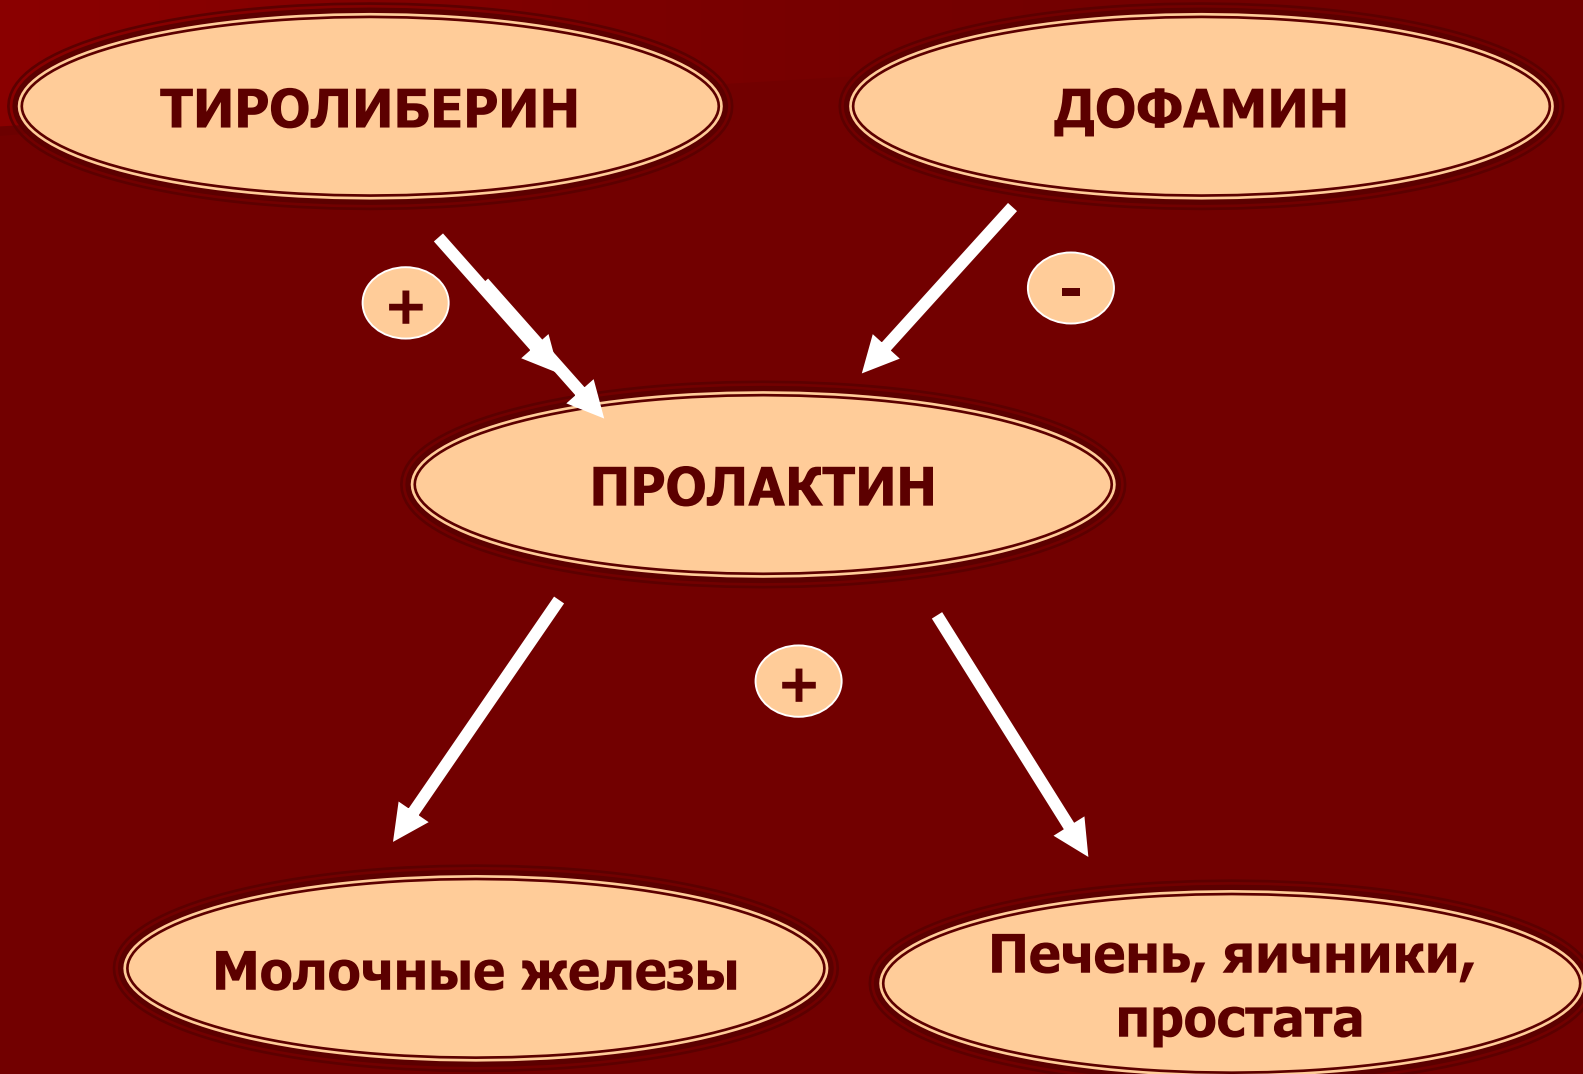 ТИРОЛИБЕРИН
ДОФАМИН
+
-
ПРОЛАКТИН
+
Молочные железы
Печень, яичники,
простата